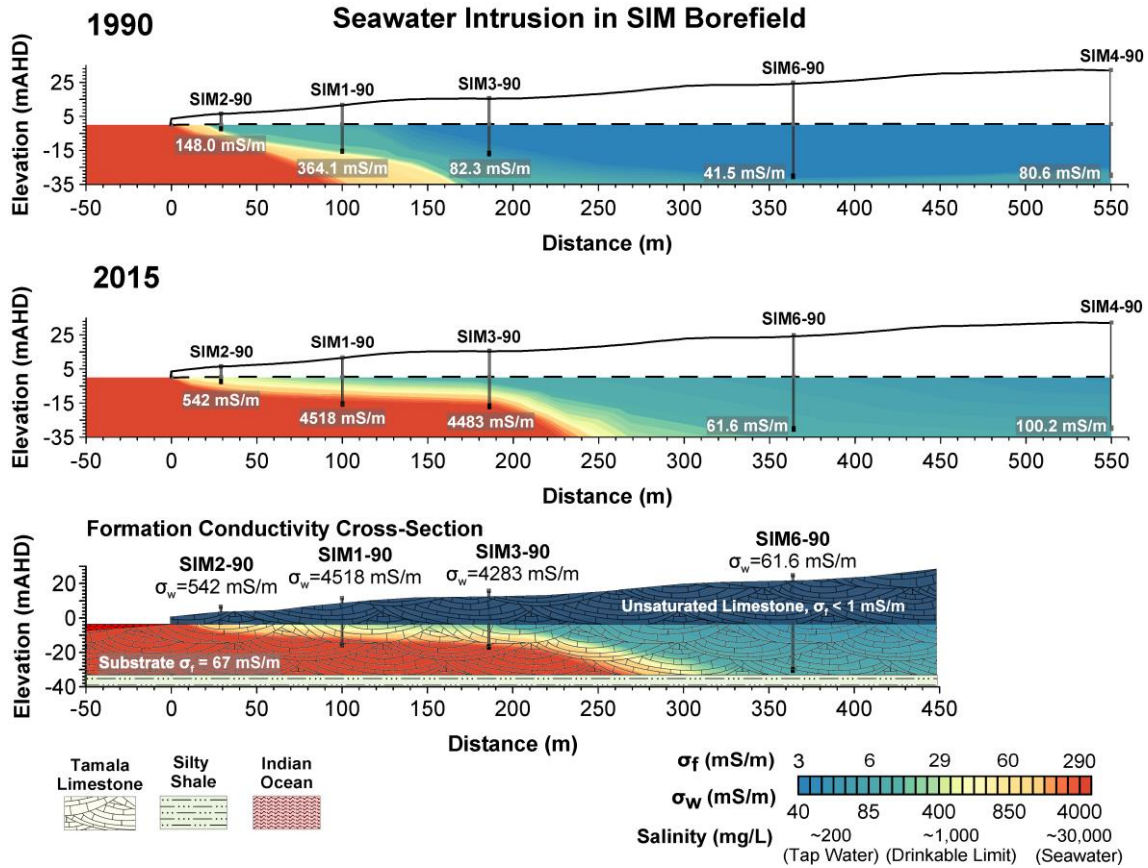 Seawater Intrusion in SIM Borefield
1990
Elevation (mAHD)
25
5
-15
-35
SIM2-90
SIM1-90
SIM3-90
SIM6-90
SIM4-90
148.0 mS/m
364.1 mS/m
82.3 mS/m
41.5 mS/m
80.6 mS/m
-50 0 50 100 150 200 250 300 350 400 450 500 550
Distance (m)
2015
Elevation (mAHD)
25
5
-15
-35
SIM2-90
SIM1-90
SIM3-90
SIM6-90
SIM4-90
542 mS/m
4518 mS/m
4483 mS/m
61.6 mS/m
100.2 mS/m
-50 0 50 100 150 200 250 300 350 400 450 500 550
Distance (m)
Formation Conductivity Cross-Section
Elevation (mAHD)
20
0
-20
-40
SIM2-90
σw=542 mS/m
SIM1-90
σw=4518 mS/m
SIM3-90
σw=4283 mS/m
SIM6-90
σw=61.6 mS/m
Unsaturated Limestone, σf < 1 mS/m
Substrate σf = 67 mS/m
-50 0 50 100 150 200 250 300 350 400 450
Distance (m)
Tamala
Limestone
Silty
Shale
Indian
Ocean
σf (mS/m) 3 6 29 60 290
σw (mS/m) 40 85 400 850 4000
Salinity (mg/L) ~200 ~1,000 ~30,000
(Tap Water) (Drinkable Limit) (Seawater)